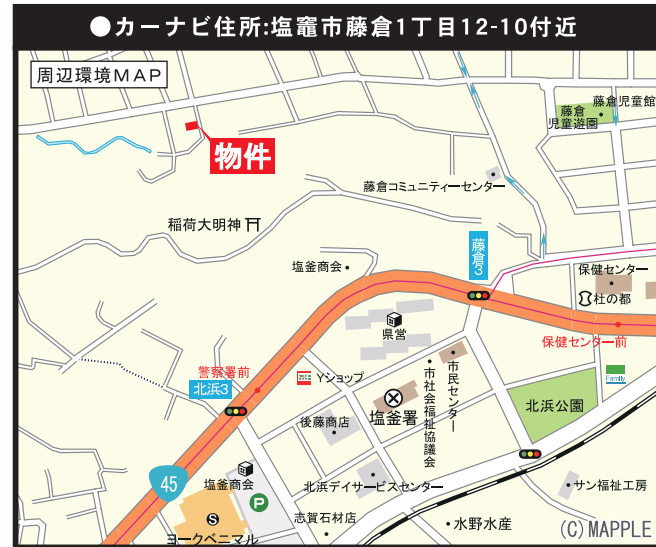 ●カーナビ住所:塩竈市藤倉1丁目12-10付近
周辺環境MAP
藤倉児童館
藤倉
児童遊園
物件
藤倉コミュニティーセンター
稲荷大明神
藤倉3
塩釜商会
保健センター
杜の都
県営
保健センター前
警察署前
北浜3
Yショップ
市民センター
市社会福祉協議会
Family
塩釜署
北浜公園
後藤商店
45
塩釜商会
P
北浜デイサービスセンター
サン福祉工房
S
志賀石材店
水野水産
ヨークベニマル
(C)MAPPLE